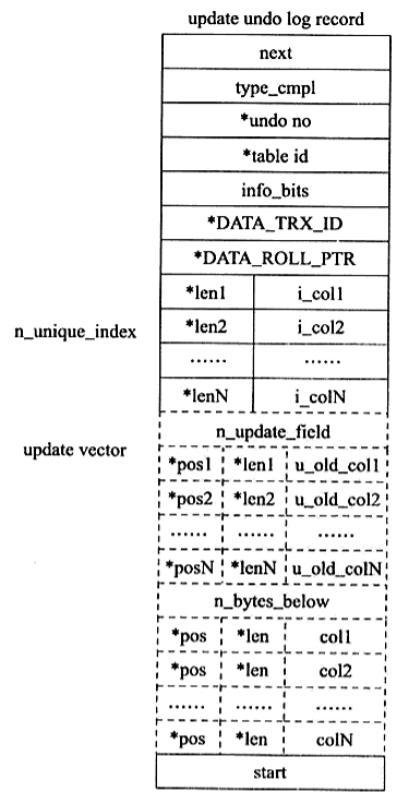 update undo log record
next
type_cmpl
*undo no
*table id
info_bits
*DATA_TRX_ID
*DATA_ROLL_PTR
*len1 i_col1
n_unique_index
*len2 i_col2
…… ……
*lenN i_colN
n_update_field
update vector
*pos1 *len1 u_old_col1
*pos2 *len2 u_old_col2
…… …… ……
*posN *lenN u_old_colN
n_bytes_below
*pos *len col1
*pos *len col2
…… …… ……
*pos *len colN
start